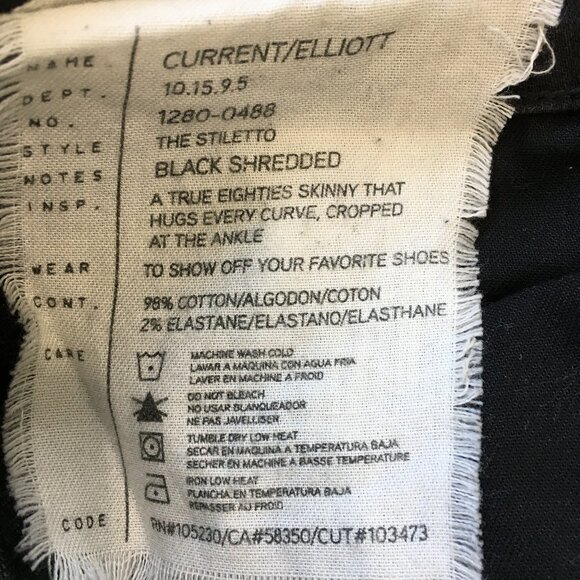 NAME. CURRENT/ELLIOTT
DEPT. 10.15.9.5
NO. 1280-0488
STYLE THE STILETTO
NOTES BLACK SHREDDED
INSP. A TRUE EIGHTIES SKINNY THAT
HUGS EVERY CURVE, CROPPED
AT THE ANKLE
WEAR TO SHOW OFF YOUR FAVORITE SHOES
CONT. 98% COTTON/ALGODON/COTON
2% ELASTANE/ELASTANO/ELASTHANE
CARE MACHINE WASH COLD
LAVAR A MAQUINA CON AGUA FRIA
LAVER EN MACHINE A FROID
DO NOT BLEACH
NO USAR BLANQUEADOR
NE PAS JAVELLISER
TUMBLE DRY LOW HEAT
SECAR EN MAQUINA A TEMPERATURA BAJA
SECHER EN MACHINE A BASSE TEMPERATURE
IRON LOW HEAT
PLANCHA EN TEMPERATURA BAJA
REPASSER AU FROID
CODE RN#105230/CA#58350/CUT#103473